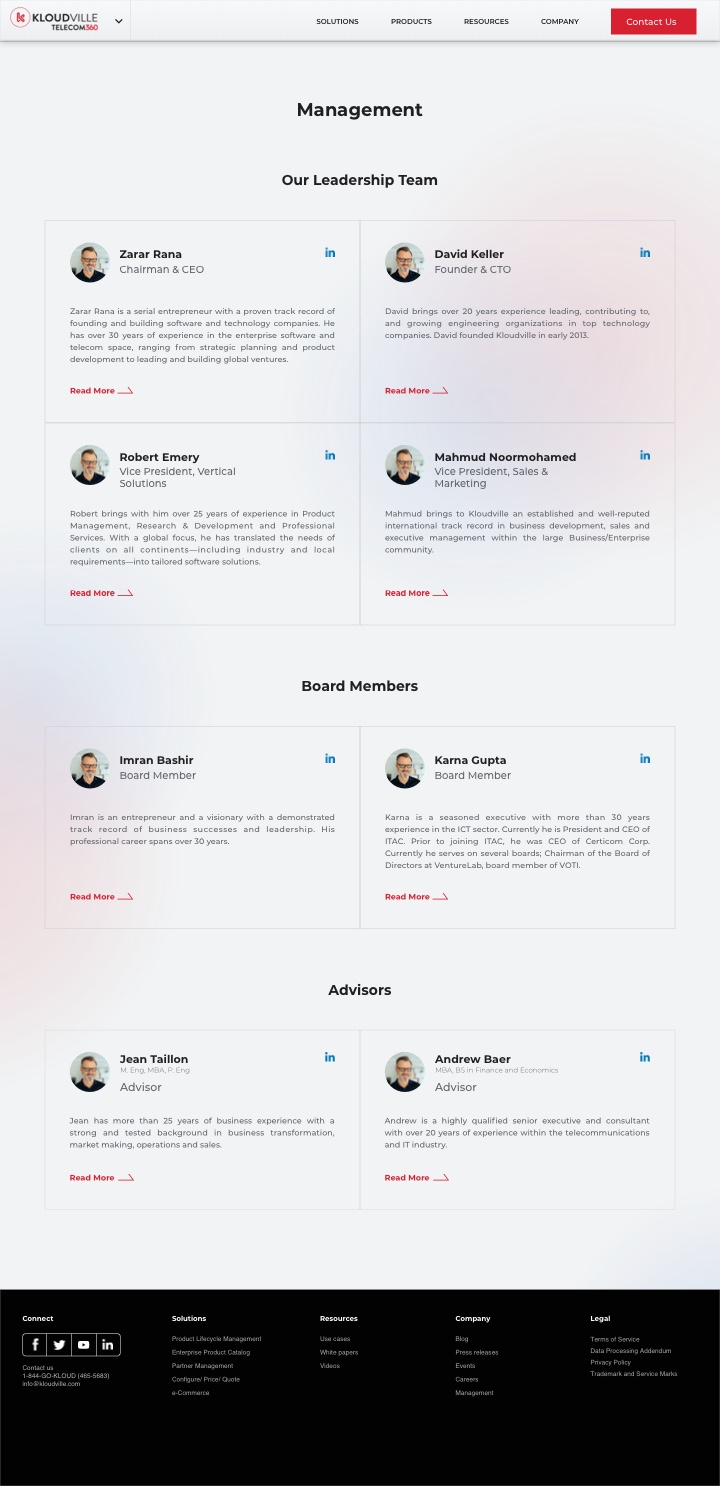 KLOUDVILLE
TELECOM360
SOLUTIONS
PRODUCTS
RESOURCES
COMPANY
Contact Us
Management
Our Leadership Team
Zarar Rana
Chairman & CEO
in
Zarar Rana is a serial entrepreneur with a proven track record of
founding and building software and technology companies. He
has over 30 years of experience in the enterprise software and
telecom space, ranging from strategic planning and product
development to leading and building global ventures.
Read More
David Keller
Founder & CTO
in
David brings over 20 years experience leading, contributing to,
and growing engineering organizations in top technology
companies. David founded Kloudville in early 2013.
Read More
Robert Emery
Vice President, Vertical
Solutions
in
Robert brings with him over 25 years of experience in Product
Management, Research & Development and Professional
Services. With a global focus, he has translated the needs of
clients on all continents—including industry and local
requirements—into tailored software solutions.
Read More
Mahmud Noormohamed
Vice President, Sales &
Marketing
in
Mahmud brings to Kloudville an established and well-reputed
international track record in business development, sales and
executive management within the large Business/Enterprise
community.
Read More
Board Members
Imran Bashir
Board Member
in
Imran is an entrepreneur and a visionary with a demonstrated
track record of business successes and leadership. His
professional career spans over 30 years.
Read More
Karna Gupta
Board Member
in
Karna is a seasoned executive with more than 30 years
experience in the ICT sector. Currently he is President and CEO of
ITAC. Prior to joining ITAC, he was CEO of Certicom Corp.
Currently he serves on several boards; Chairman of the Board of
Directors at VentureLab, board member of VOTI.
Read More
Advisors
Jean Taillon
M. Eng, MBA, P. Eng
Advisor
in
Jean has more than 25 years of business experience with a
strong and tested background in business transformation,
market making, operations and sales.
Read More
Andrew Baer
MBA, BS in Finance and Economics
Advisor
in
Andrew is a highly qualified senior executive and consultant
with over 20 years of experience within the telecommunications
and IT industry.
Read More
Connect
f
in
Contact us
1-844-GO-KLOUD (465-5683)
info@kloudville.com
Solutions
Product Lifecycle Management
Enterprise Product Catalog
Partner Management
Configure/ Price/ Quote
e-Commerce
Resources
Use cases
White papers
Videos
Company
Blog
Press releases
Events
Careers
Management
Legal
Terms of Service
Data Processing Addendum
Privacy Policy
Trademark and Service Marks